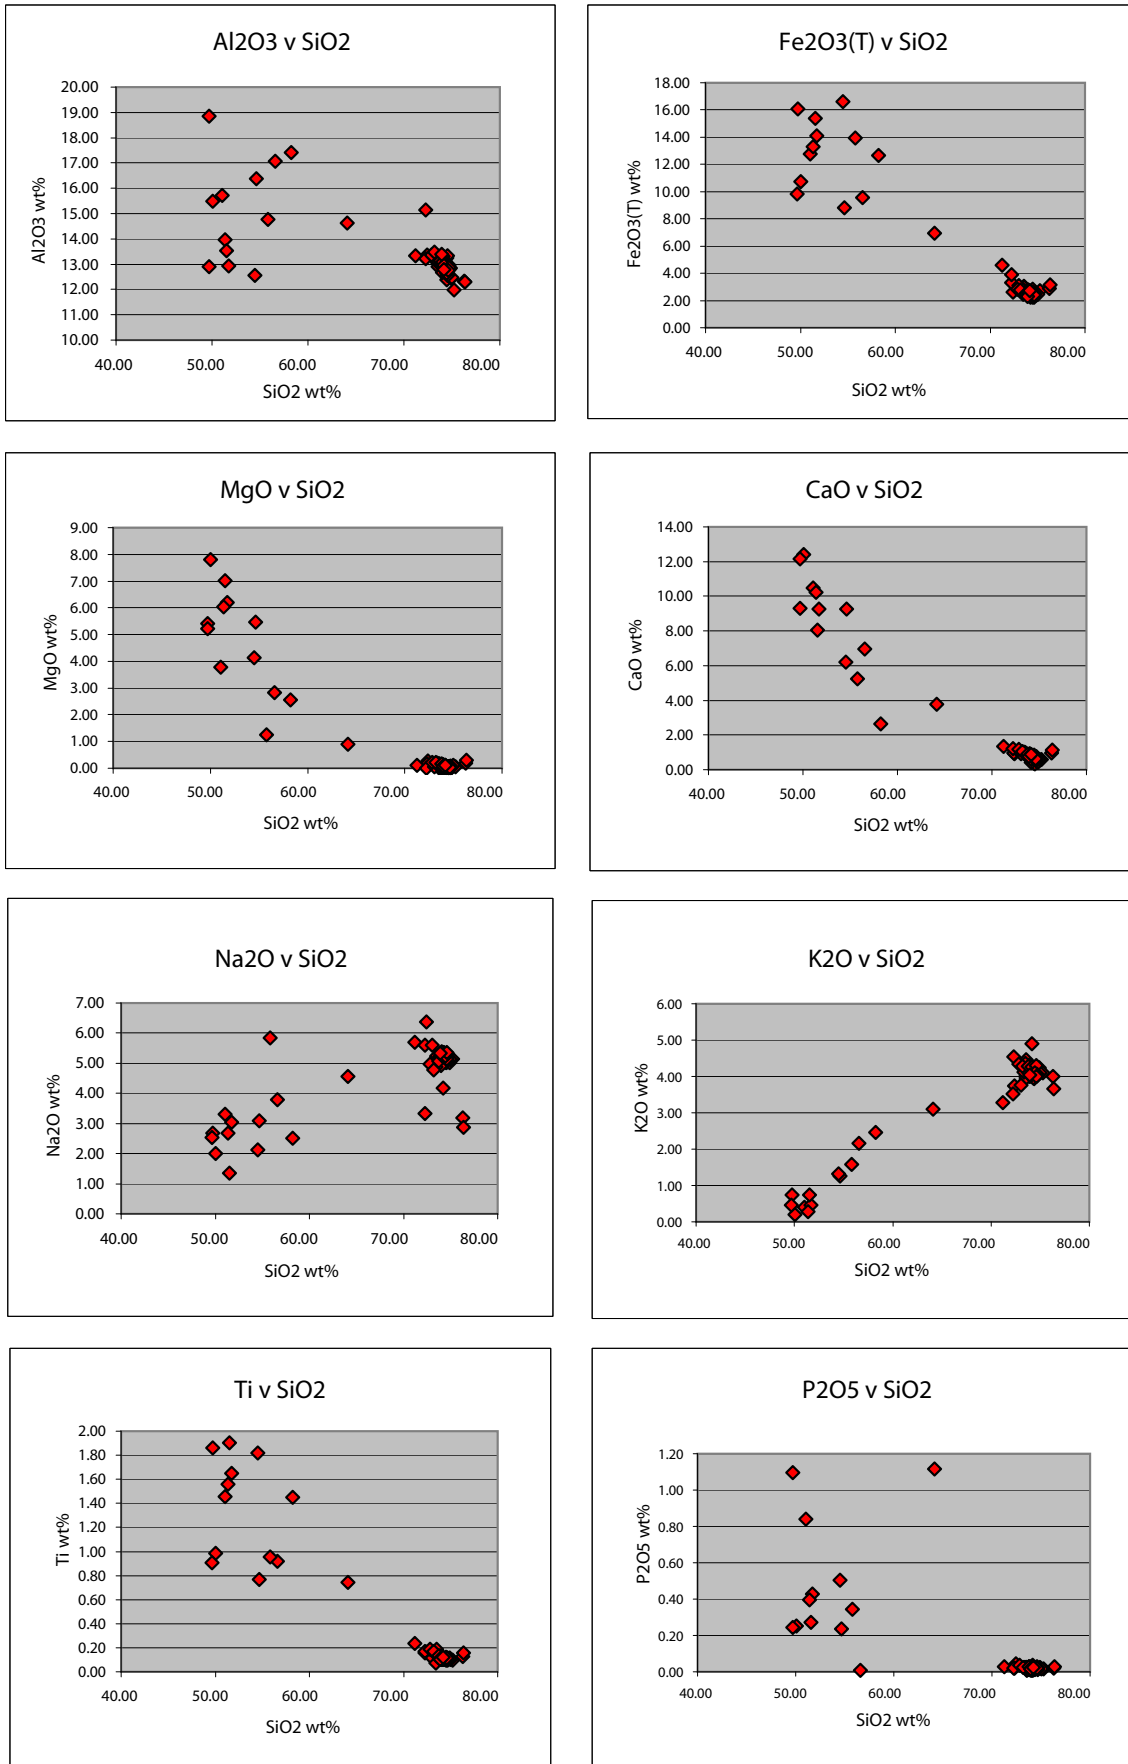 Al2O3 v SiO2
20.00
19.00
18.00
17.00
16.00
15.00
14.00
13.00
12.00
11.00
10.00
Al2O3 wt%
40.00 50.00 60.00 70.00 80.00
SiO2 wt%
Fe2O3(T) v SiO2
18.00
16.00
14.00
12.00
10.00
8.00
6.00
4.00
2.00
0.00
Fe2O3(T) wt%
40.00 50.00 60.00 70.00 80.00
SiO2 wt%
MgO v SiO2
9.00
8.00
7.00
6.00
5.00
4.00
3.00
2.00
1.00
0.00
MgO wt%
40.00 50.00 60.00 70.00 80.00
SiO2 wt%
CaO v SiO2
14.00
12.00
10.00
8.00
6.00
4.00
2.00
0.00
CaO wt%
40.00 50.00 60.00 70.00 80.00
SiO2 wt%
Na2O v SiO2
7.00
6.00
5.00
4.00
3.00
2.00
1.00
0.00
Na2O wt%
40.00 50.00 60.00 70.00 80.00
SiO2 wt%
K2O v SiO2
6.00
5.00
4.00
3.00
2.00
1.00
0.00
K2O wt%
40.00 50.00 60.00 70.00 80.00
SiO2 wt%
Ti v SiO2
2.00
1.80
1.60
1.40
1.20
1.00
0.80
0.60
0.40
0.20
0.00
Ti wt%
40.00 50.00 60.00 70.00 80.00
SiO2 wt%
P2O5 v SiO2
1.20
1.00
0.80
0.60
0.40
0.20
0.00
P2O5 wt%
40.00 50.00 60.00 70.00 80.00
SiO2 wt%